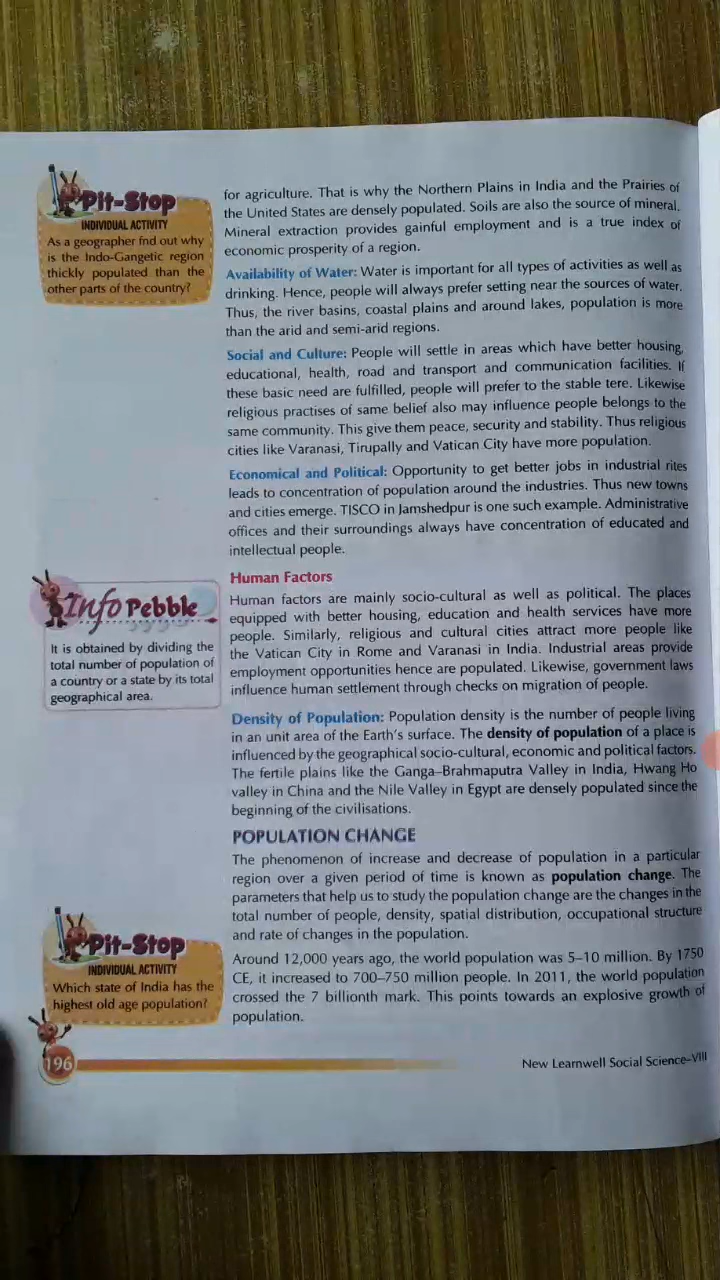 Pit-Stop
INDIVIDUAL ACTIVITY
As a geographer fnd out why
is the Indo-Gangetic region
thickly populated than the
other parts of the country?
for agriculture. That is why the Northern Plains in India and the Prairies of
the United States are densely populated. Soils are also the source of mineral.
Mineral extraction provides gainful employment and is a true index of
economic prosperity of a region.
Availability of Water: Water is important for all types of activities as well as
drinking. Hence, people will always prefer setting near the sources of water.
Thus, the river basins, coastal plains and around lakes, population is more
than the arid and semi-arid regions.
Social and Culture: People will settle in areas which have better housing,
educational, health, road and transport and communication facilities. If
these basic need are fulfilled, people will prefer to the stable tere. Likewise
religious practises of same belief also may influence people belongs to the
same community. This give them peace, security and stability. Thus religious
cities like Varanasi, Tirupally and Vatican City have more population.
Economical and Political: Opportunity to get better jobs in industrial rites
leads to concentration of population around the industries. Thus new towns
and cities emerge. TISCO in Jamshedpur is one such example. Administrative
offices and their surroundings always have concentration of educated and
intellectual people.
Info Pebble
It is obtained by dividing the
total number of population of
a country or a state by its total
geographical area.
Human Factors
Human factors are mainly socio-cultural as well as political. The places
equipped with better housing, education and health services have more
people. Similarly, religious and cultural cities attract more people like
the Vatican City in Rome and Varanasi in India. Industrial areas provide
employment opportunities hence are populated. Likewise, government laws
influence human settlement through checks on migration of people.
Density of Population: Population density is the number of people living
in an unit area of the Earth's surface. The density of population of a place is
influenced by the geographical socio-cultural, economic and political factors.
The fertile plains like the Ganga–Brahmaputra Valley in India, Hwang Ho
valley in China and the Nile Valley in Egypt are densely populated since the
beginning of the civilisations.
POPULATION CHANGE
The phenomenon of increase and decrease of population in a particular
region over a given period of time is known as population change. The
parameters that help us to study the population change are the changes in the
total number of people, density, spatial distribution, occupational structure
and rate of changes in the population.
Pit-Stop
INDIVIDUAL ACTIVITY
Which state of India has the
highest old age population?
Around 12,000 years ago, the world population was 5–10 million. By 1750
CE, it increased to 700–750 million people. In 2011, the world population
crossed the 7 billionth mark. This points towards an explosive growth of
population.
196
New Learnwell Social Science–VIII